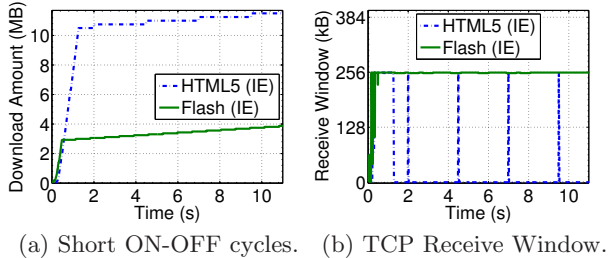 Download Amount (MB)
10
8
6
4
2
0
0 2 4 6 8 10
Time (s)
HTML5 (IE)
Flash (IE)
(a) Short ON-OFF cycles.
Receive Window (kB)
384
256
128
0
0 2 4 6 8 10
Time (s)
HTML5 (IE)
Flash (IE)
(b) TCP Receive Window.